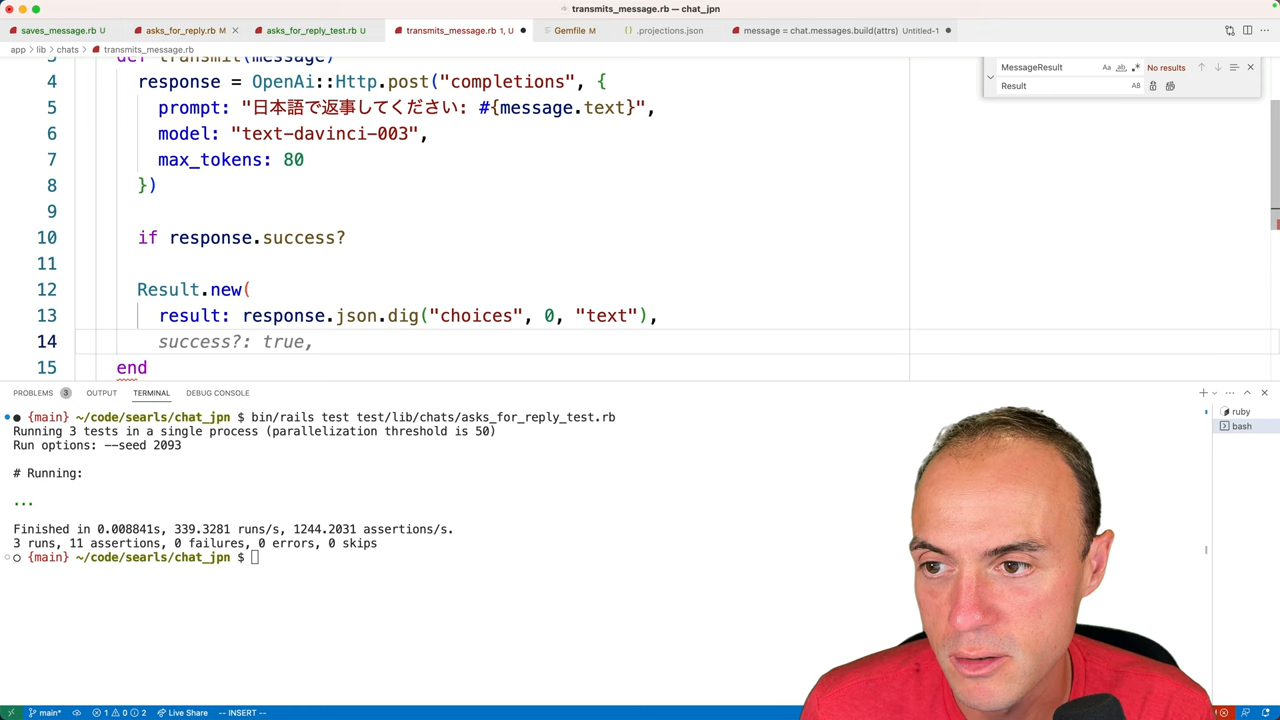 transmits_message.rb — chat_jpn
saves_message.rb U
asks_for_reply.rb M
asks_for_reply_test.rb U
transmits_message.rb 1, U
Gemfile M
.projections.json
message = chat.messages.build(attrs) Untitled-1
app > lib > chats > transmits_message.rb
MessageResult
No results
Result
3 def transmit(message)
4 response = OpenAi::Http.post("completions", {
5 prompt: "日本語で返事してください: #{message.text}",
6 model: "text-davinci-003",
7 max_tokens: 80
8 })
9
10 if response.success?
11
12 Result.new(
13 result: response.json.dig("choices", 0, "text"),
14 success?: true,
15 end
PROBLEMS 3 OUTPUT TERMINAL DEBUG CONSOLE
{main} ~/code/searls/chat_jpn $ bin/rails test test/lib/chats/asks_for_reply_test.rb
Running 3 tests in a single process (parallelization threshold is 50)
Run options: --seed 2093
# Running:
...
Finished in 0.008841s, 339.3281 runs/s, 1244.2031 assertions/s.
3 runs, 11 assertions, 0 failures, 0 errors, 0 skips
{main} ~/code/searls/chat_jpn $
ruby
bash
main* 1 0 2 Live Share -- INSERT --